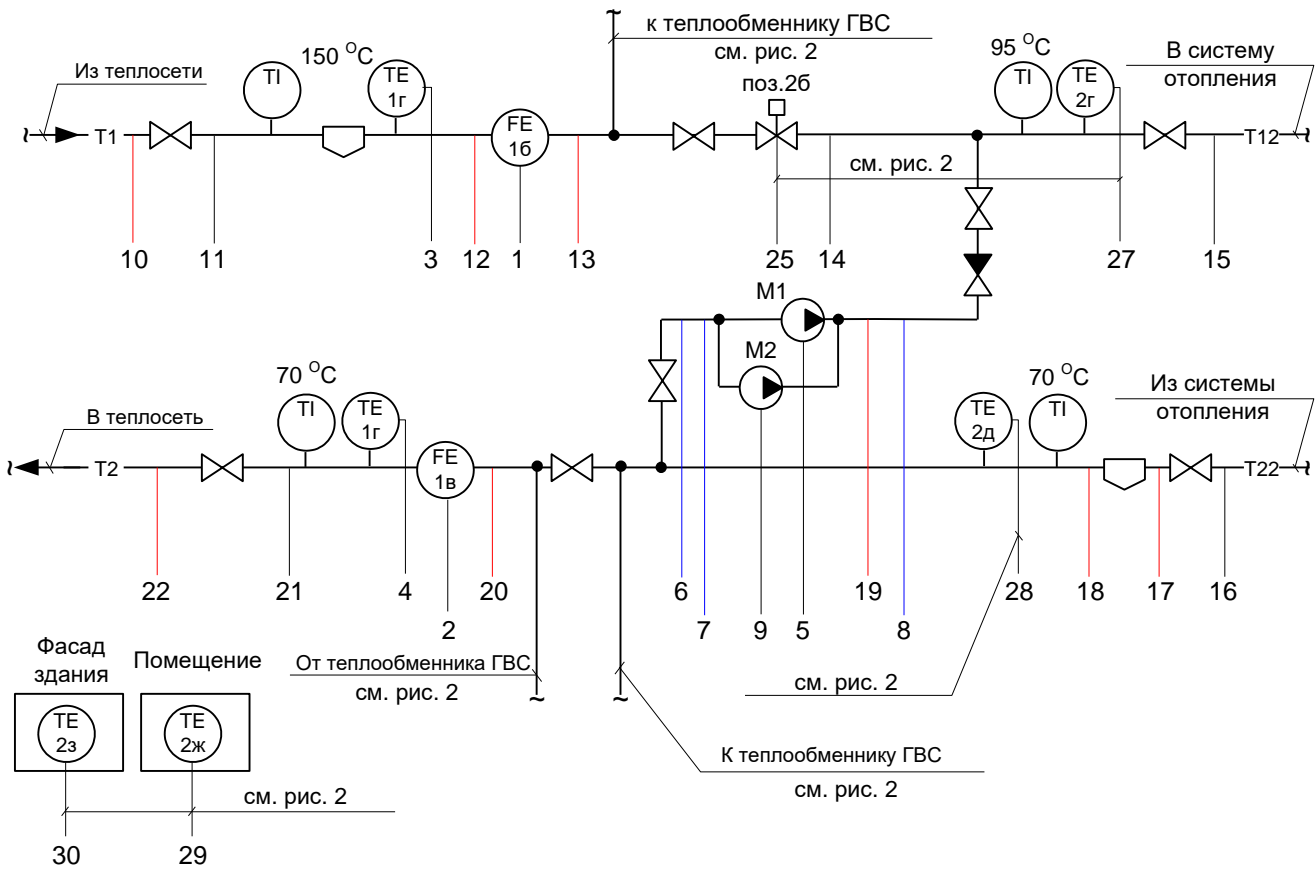 к теплообменнику ГВС
см. рис. 2
150 °C
95 °C
В систему
отопления
Из теплосети
TI
TE
1г
поз.2б
TI
TE
2г
T1
FE
1б
T12
см. рис. 2
10
11
3
12
1
13
25
14
27
15
M1
M2
70 °C
70 °C
Из системы
отопления
В теплосеть
TI
TE
1г
TE
2д
TI
T2
FE
1в
T22
22
21
4
20
6
19
28
18
17
16
2
7
9
5
8
Фасад
здания
Помещение
От теплообменника ГВС
см. рис. 2
см. рис. 2
TE
2з
TE
2ж
К теплообменнику ГВС
см. рис. 2
см. рис. 2
30
29